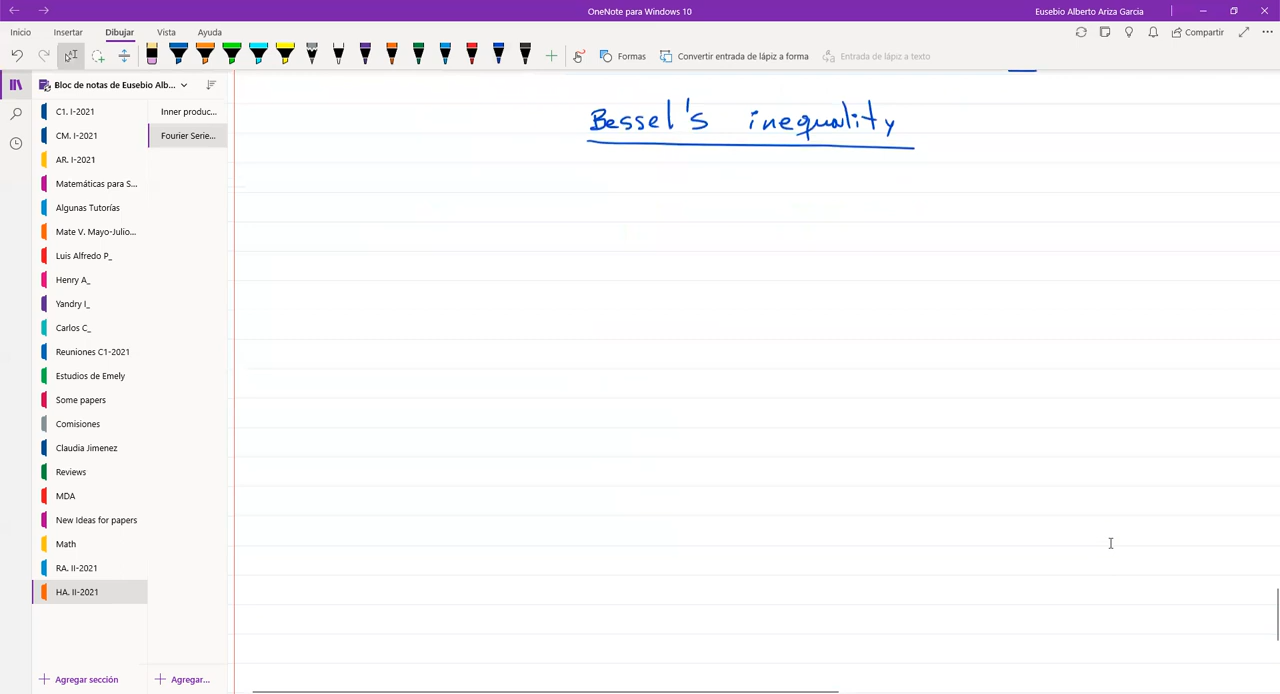 OneNote para Windows 10
Eusebio Alberto Ariza Garcia
Inicio Insertar Dibujar Vista Ayuda
Compartir
Formas Convertir entrada de lápiz a forma Entrada de lápiz a texto
Bloc de notas de Eusebio Alb...
C1. I-2021
CM. I-2021
AR. I-2021
Matemáticas para S...
Algunas Tutorías
Mate V. Mayo-Julio...
Luis Alfredo P_
Henry A_
Yandry I_
Carlos C_
Reuniones C1-2021
Estudios de Emely
Some papers
Comisiones
Claudia Jimenez
Reviews
MDA
New Ideas for papers
Math
RA. II-2021
HA. II-2021
Agregar sección
Inner produc...
Fourier Serie...
Agregar...
Bessel's inequality